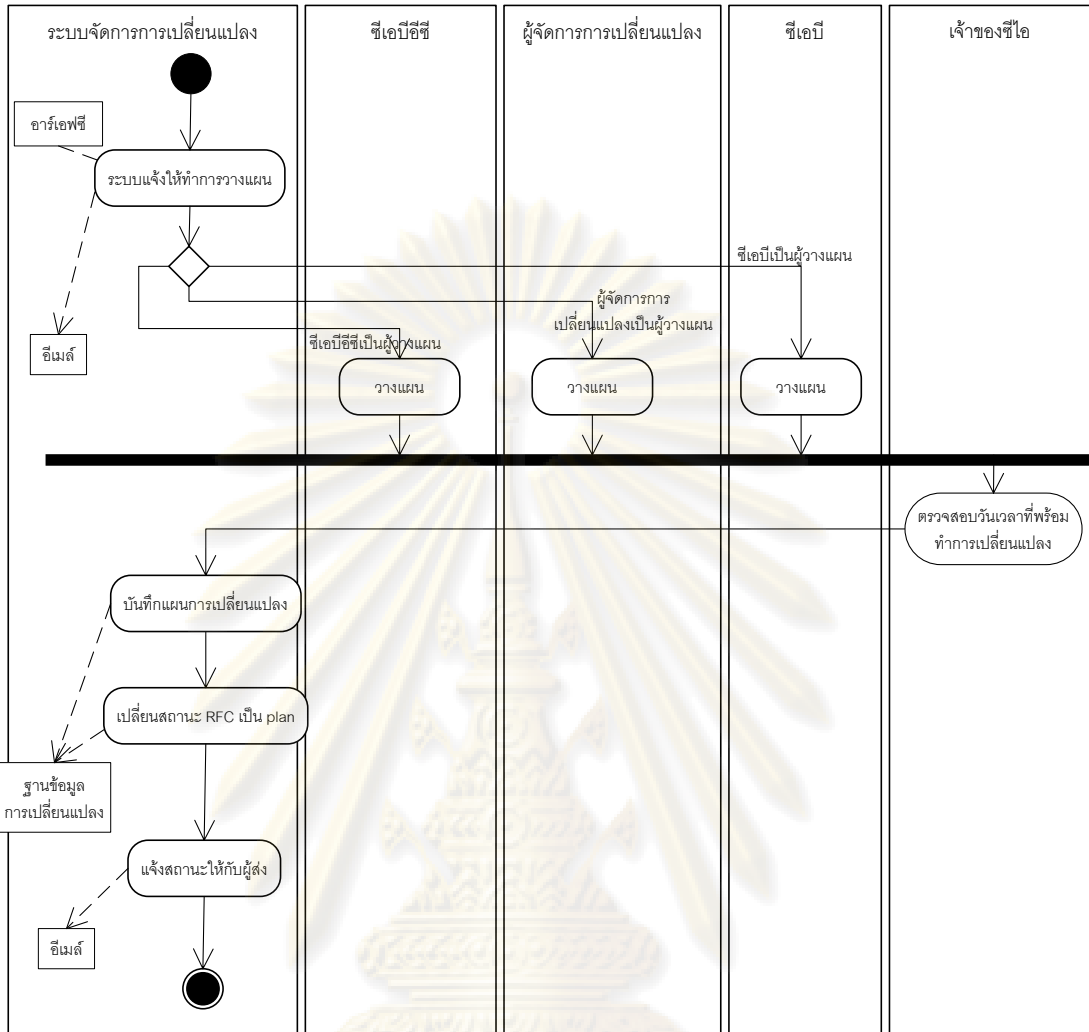 ระบบจัดการการเปลี่ยนแปลง
ซีเอบีอีซี
ผู้จัดการการเปลี่ยนแปลง
ซีเอบี
เจ้าของซีไอ
อาร์เอฟซี
ระบบแจ้งให้ทำการวางแผน
ซีเอบีเป็นผู้วางแผน
ผู้จัดการการ
เปลี่ยนแปลงเป็นผู้วางแผน
ซีเอบีอีซีเป็นผู้วางแผน
อีเมล์
วางแผน
วางแผน
วางแผน
ตรวจสอบวันเวลาที่พร้อม
ทำการเปลี่ยนแปลง
บันทึกแผนการเปลี่ยนแปลง
เปลี่ยนสถานะ RFC เป็น plan
ฐานข้อมูล
การเปลี่ยนแปลง
แจ้งสถานะให้กับผู้ส่ง
อีเมล์